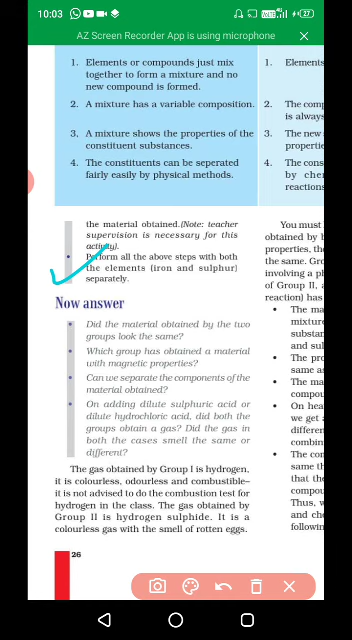 10:03
27
AZ Screen Recorder App is using microphone
1. Elements or compounds just mix
together to form a mixture and no
new compound is formed.
2. A mixture has a variable composition.
3. A mixture shows the properties of the
constituent substances.
4. The constituents can be seperated
fairly easily by physical methods.
1. Elements
2. The comp
is always
3. The new
propertie
4. The cons
by cher
reactions
the material obtained.(Note: teacher
supervision is necessary for this
activity).
• Perform all the above steps with both
the elements (iron and sulphur)
separately.
Now answer
• Did the material obtained by the two
groups look the same?
• Which group has obtained a material
with magnetic properties?
• Can we separate the components of the
material obtained?
• On adding dilute sulphuric acid or
dilute hydrochloric acid, did both the
groups obtain a gas? Did the gas in
both the cases smell the same or
different?
The gas obtained by Group I is hydrogen,
it is colourless, odourless and combustible–
it is not advised to do the combustion test for
hydrogen in the class. The gas obtained by
Group II is hydrogen sulphide. It is a
colourless gas with the smell of rotten eggs.
26
You must
obtained by b
properties, the
the same. Gro
involving a ph
of Group II, a
reaction) has
• The ma
mixture
substan
and sul
• The pro
same as
• The ma
compou
• On hea
we get a
differen
combin
• The con
same th
that the
compou
Thus, w
and che
followin